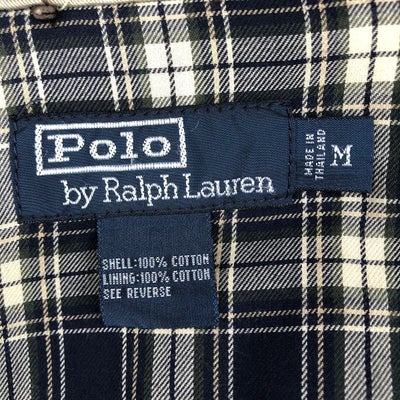 Polo
by Ralph Lauren
MADE IN
THAILAND
M
SHELL:100% COTTON
LINING:100% COTTON
SEE REVERSE